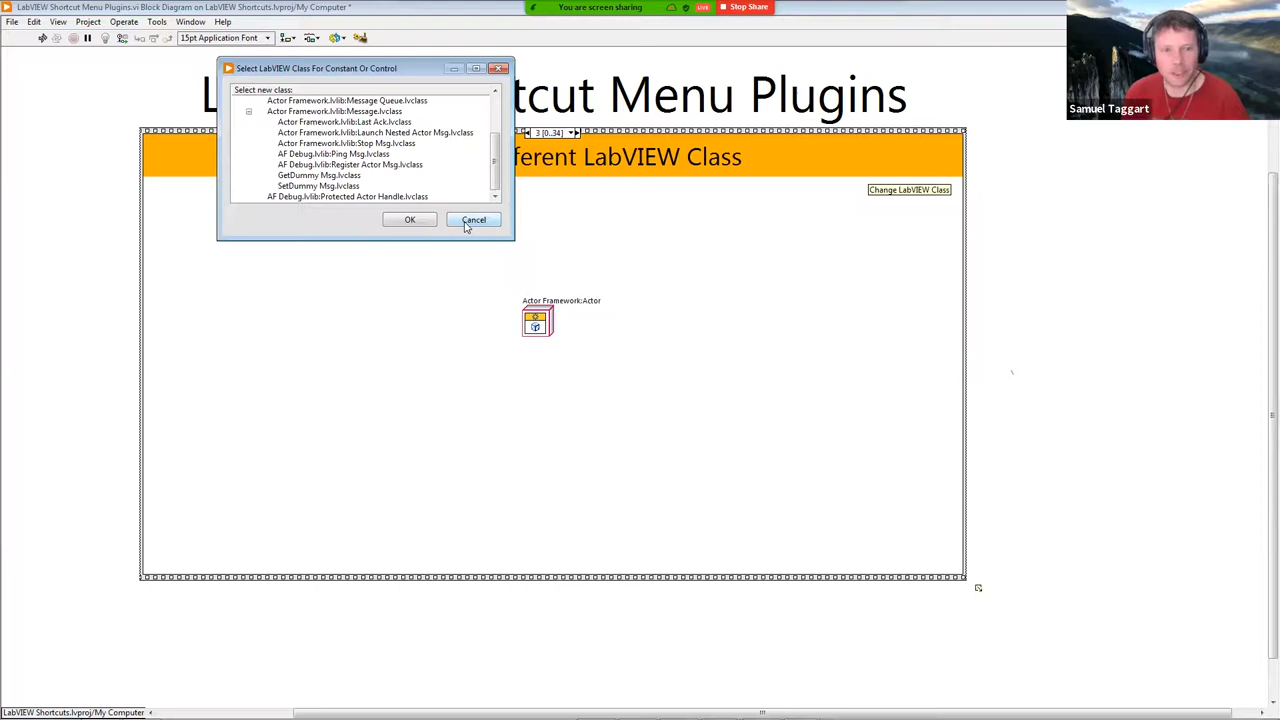 LabVIEW Shortcut Menu Plugins.vi Block Diagram on LabVIEW Shortcuts.lvproj/My Computer *
You are screen sharing LIVE Stop Share
File Edit View Project Operate Tools Window Help
15pt Application Font
Select LabVIEW Class For Constant Or Control
Select new class:
Actor Framework.lvlib:Message Queue.lvclass
Actor Framework.lvlib:Message.lvclass
Actor Framework.lvlib:Last Ack.lvclass
Actor Framework.lvlib:Launch Nested Actor Msg.lvclass
Actor Framework.lvlib:Stop Msg.lvclass
AF Debug.lvlib:Ping Msg.lvclass
AF Debug.lvlib:Register Actor Msg.lvclass
GetDummy Msg.lvclass
SetDummy Msg.lvclass
AF Debug.lvlib:Protected Actor Handle.lvclass
OK Cancel
L tcut Menu Plugins
3 [0..34]
ferent LabVIEW Class
Change LabVIEW Class
Actor Framework:Actor
Samuel Taggart
LabVIEW Shortcuts.lvproj/My Computer